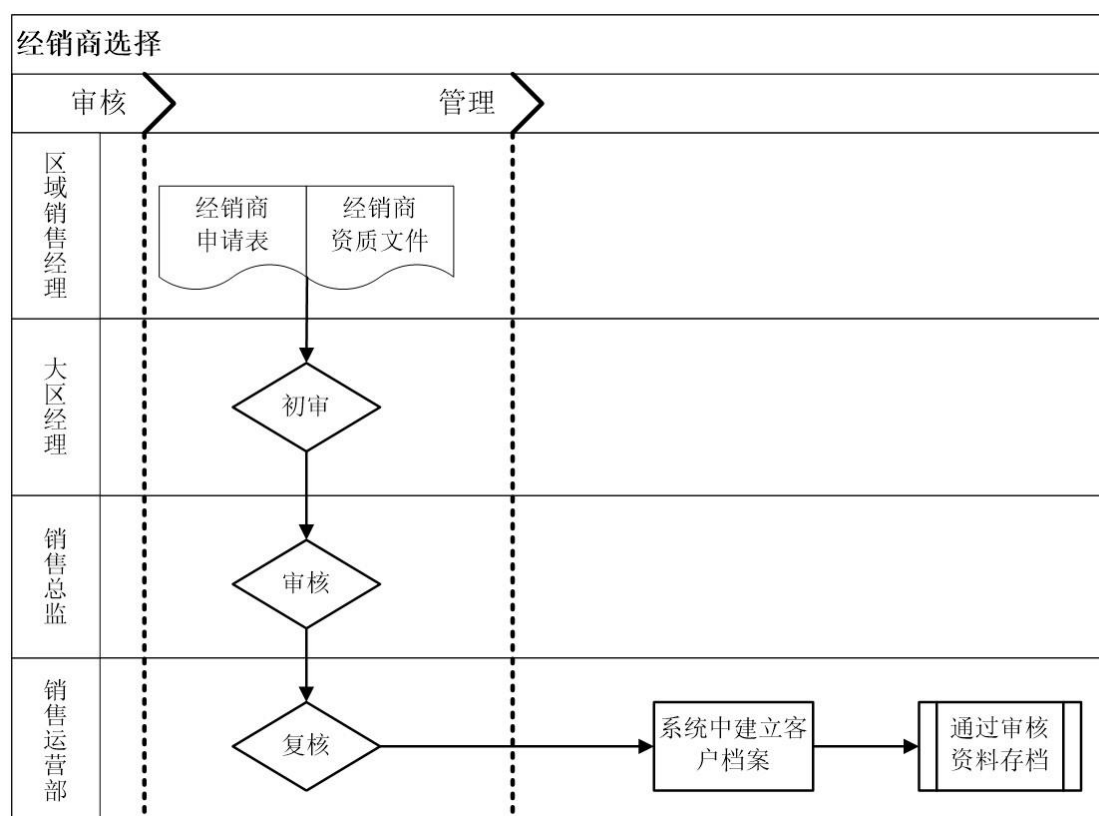 经销商选择
审核
管理
区域销售经理
经销商
申请表
经销商
资质文件
大区经理
初审
销售总监
审核
销售运营部
复核
系统中建立客
户档案
通过审核
资料存档